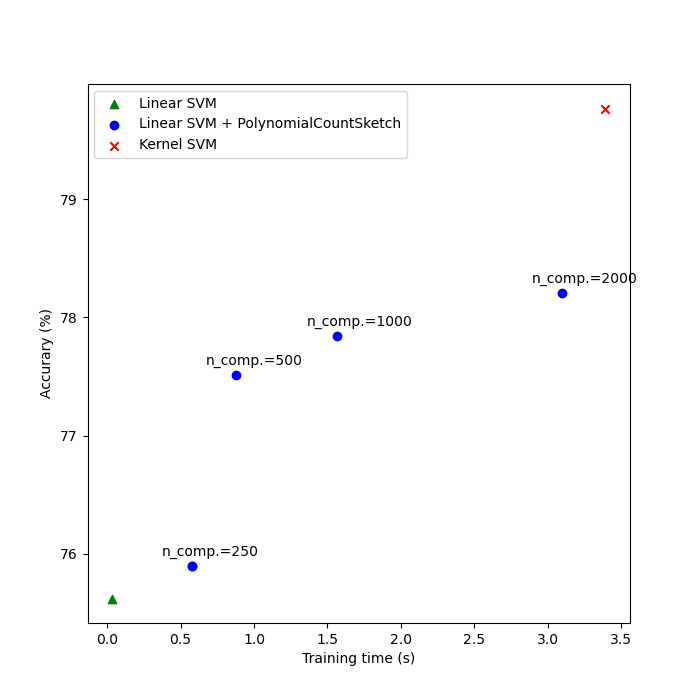 Linear SVM
Linear SVM + PolynomialCountSketch
Kernel SVM
79
n_comp.=2000
78
n_comp.=1000
n_comp.=500
77
n_comp.=250
76
Accurary (%)
0.0 0.5 1.0 1.5 2.0 2.5 3.0 3.5
Training time (s)